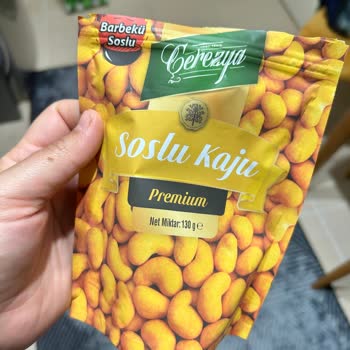 Barbekü
Soslu
Çerezya
Soslu Kaju
Premium
Net Miktar: 130 g e